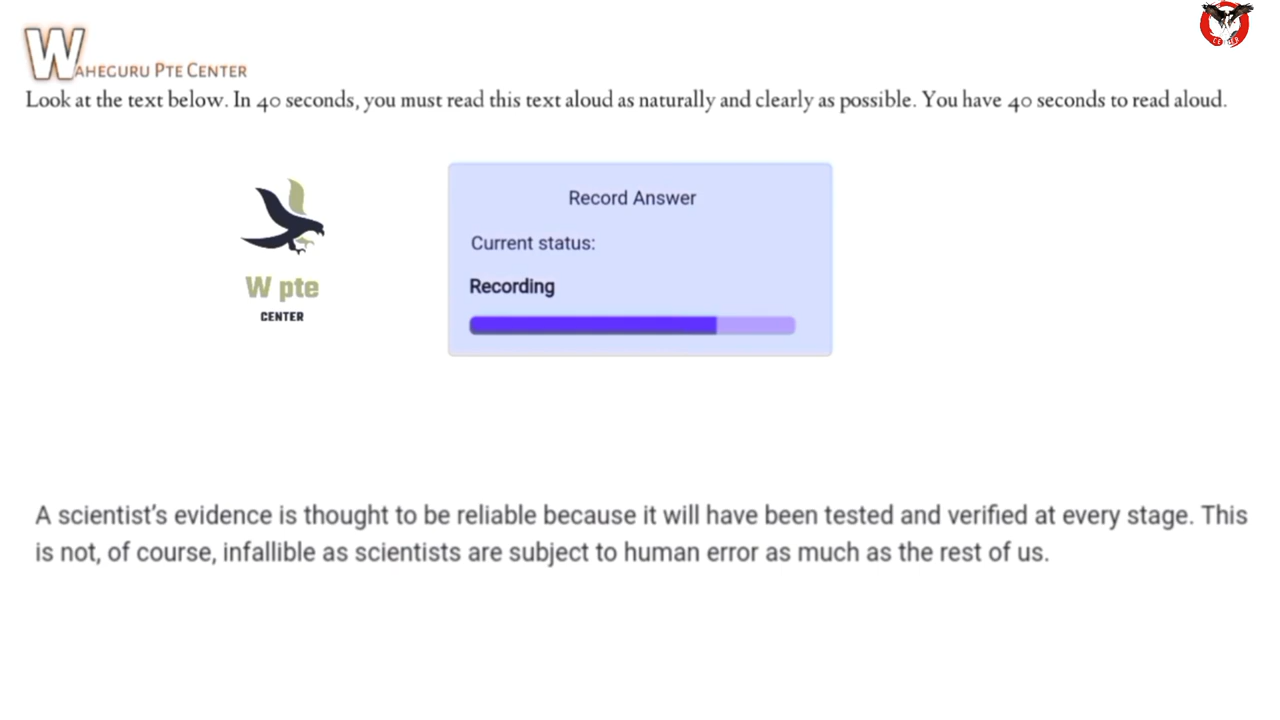 WAHEGURU PTE CENTER
Look at the text below. In 40 seconds, you must read this text aloud as naturally and clearly as possible. You have 40 seconds to read aloud.
Record Answer
Current status:
Recording
W pte
CENTER
A scientist's evidence is thought to be reliable because it will have been tested and verified at every stage. This
is not, of course, infallible as scientists are subject to human error as much as the rest of us.